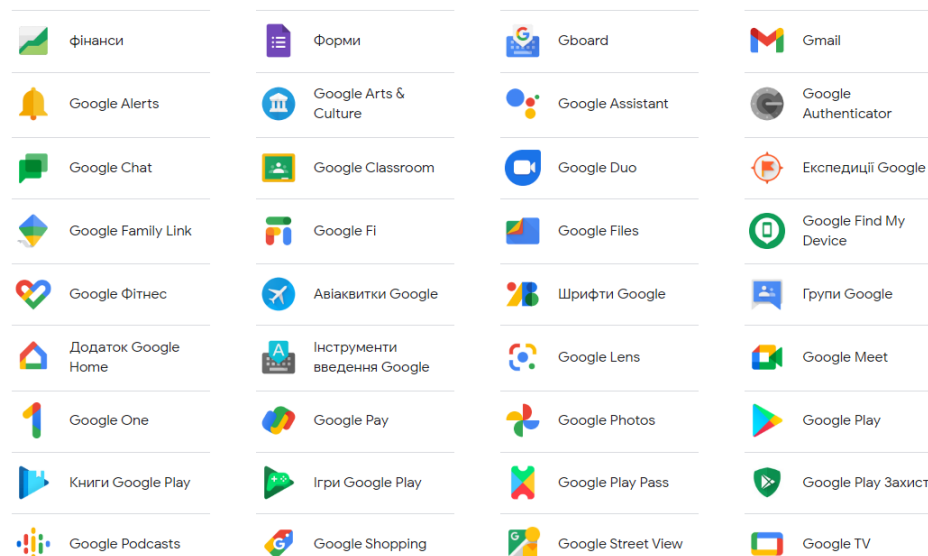 фінанси
Форми
Gboard
Gmail
Google Alerts
Google Arts &
Culture
Google Assistant
Google
Authenticator
Google Chat
Google Classroom
Google Duo
Експедиції Google
Google Family Link
Google Fi
Google Files
Google Find My
Device
Google Фітнес
Авіаквитки Google
Шрифти Google
Групи Google
Додаток Google
Home
Інструменти
введення Google
Google Lens
Google Meet
Google One
Google Pay
Google Photos
Google Play
Книги Google Play
Ігри Google Play
Google Play Pass
Google Play Захист
Google Podcasts
Google Shopping
Google Street View
Google TV